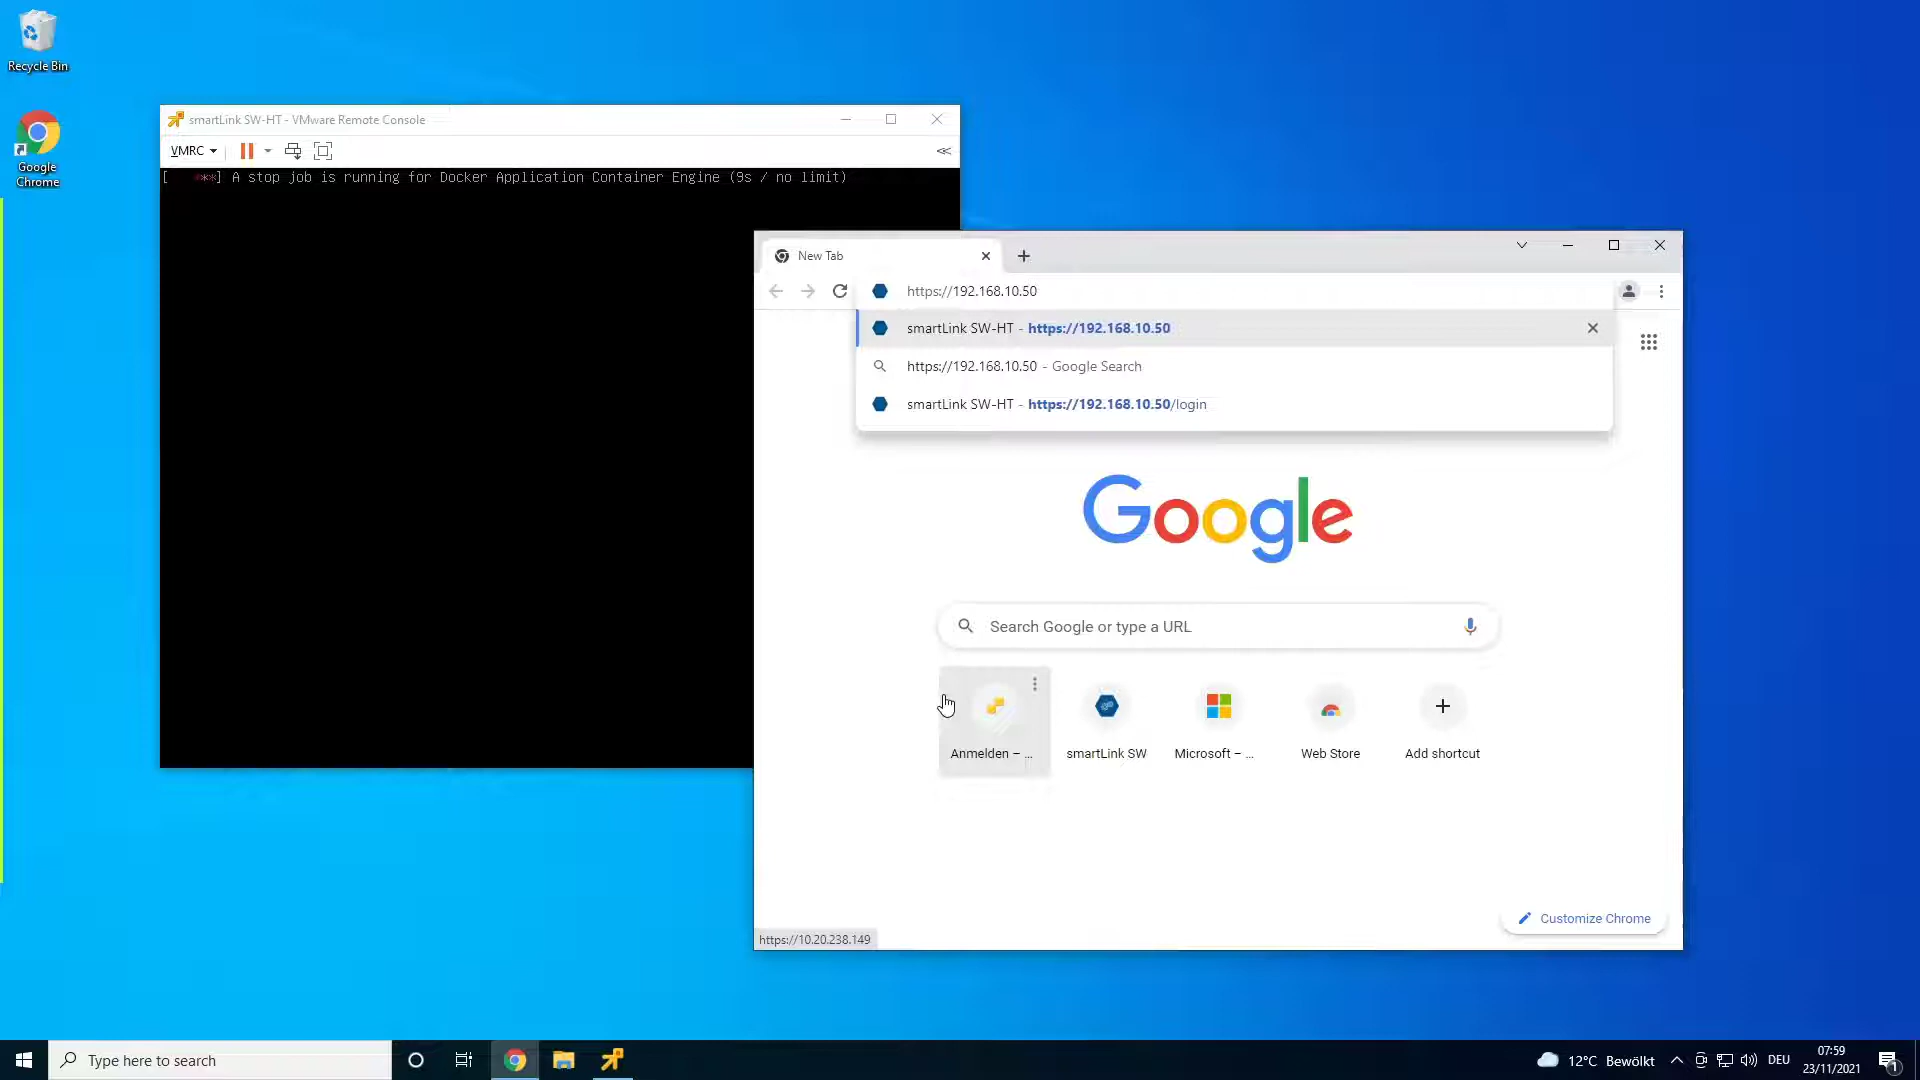 Recycle Bin
Google
Chrome
smartLink SW-HT - VMware Remote Console
VMRC
[    ***] A stop job is running for Docker Application Container Engine (9s / no limit)
New Tab
https://192.168.10.50
smartLink SW-HT - https://192.168.10.50
https://192.168.10.50 - Google Search
smartLink SW-HT - https://192.168.10.50/login
Google
Search Google or type a URL
Anmelden – ...
smartLink SW
Microsoft – ...
Web Store
Add shortcut
Customize Chrome
https://10.20.238.149
Type here to search
12°C Bewölkt
DEU
07:59
23/11/2021
1